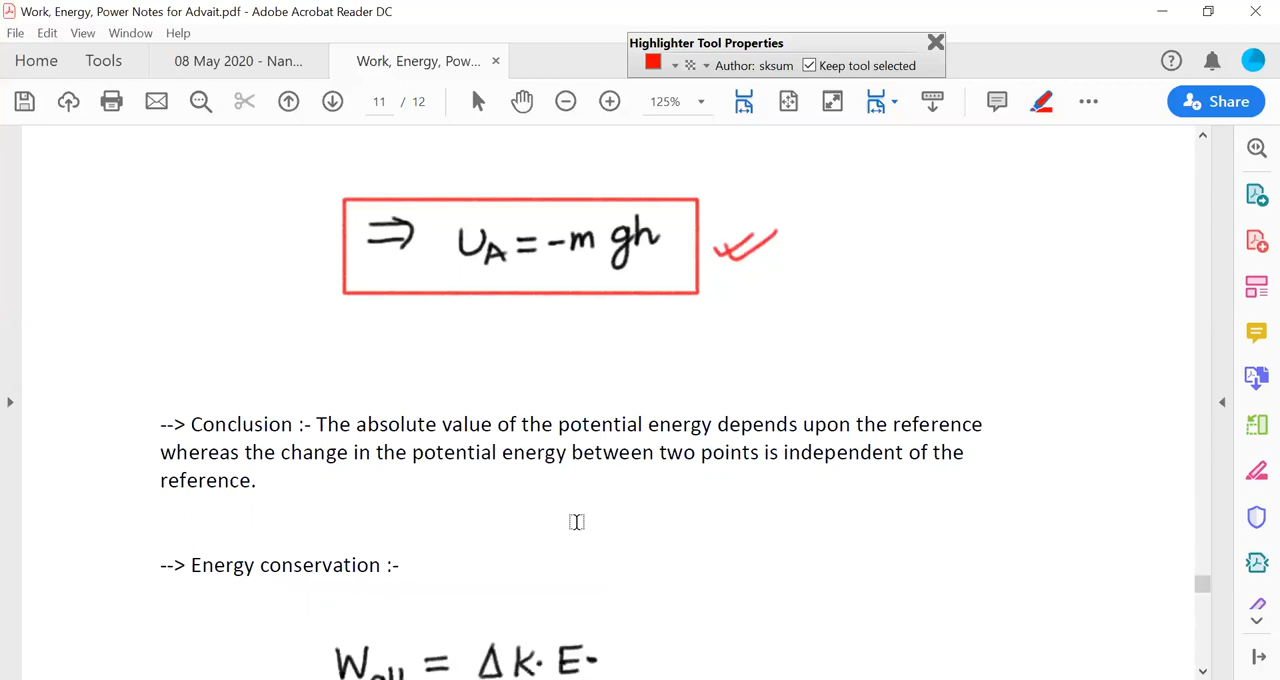 Work, Energy, Power Notes for Advait.pdf - Adobe Acrobat Reader DC
File Edit View Window Help
Highlighter Tool Properties
Author: sksum Keep tool selected
Home Tools 08 May 2020 - Nan... Work, Energy, Pow... ×
11 / 12 125% Share
⇒ U_A = -m gh
--> Conclusion :- The absolute value of the potential energy depends upon the reference
whereas the change in the potential energy between two points is independent of the
reference.
--> Energy conservation :-
W_all = Δ K. E.